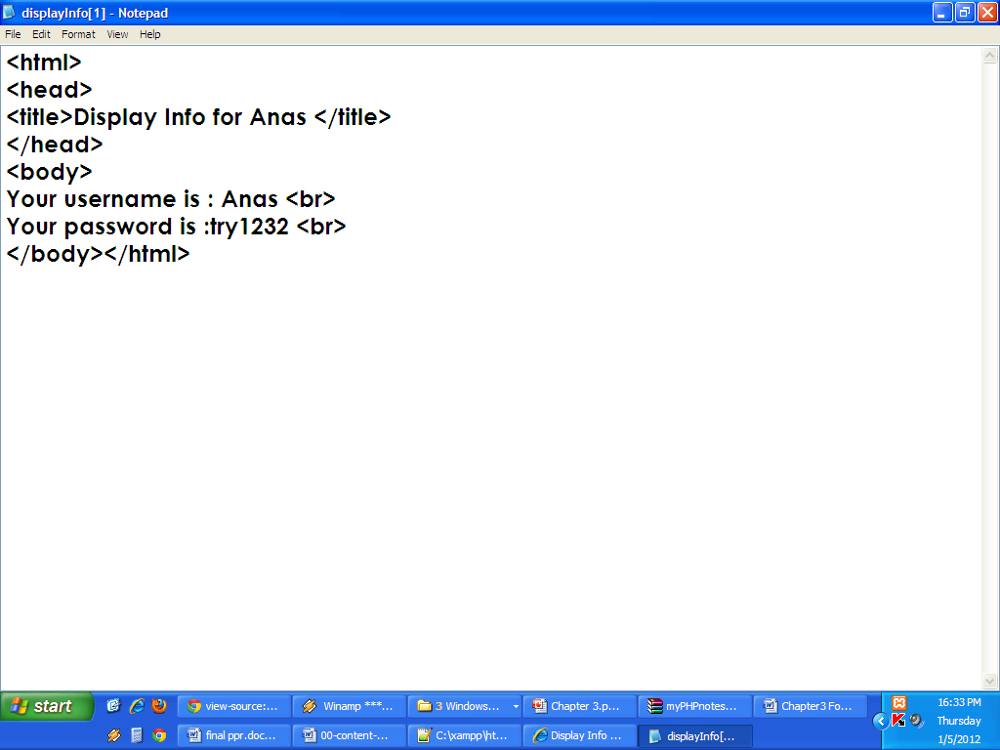 displayInfo[1] - Notepad
File Edit Format View Help
<html>
<head>
<title>Display Info for Anas </title>
</head>
<body>
Your username is : Anas <br>
Your password is :try1232 <br>
</body></html>
start
view-source:...
Winamp ***...
3 Windows...
Chapter 3.p...
myPHPnotes...
Chapter3 Fo...
final ppr.doc...
00-content-...
C:\xampp\ht...
Display Info ...
displayInfo[...
16:33 PM
Thursday
1/5/2012